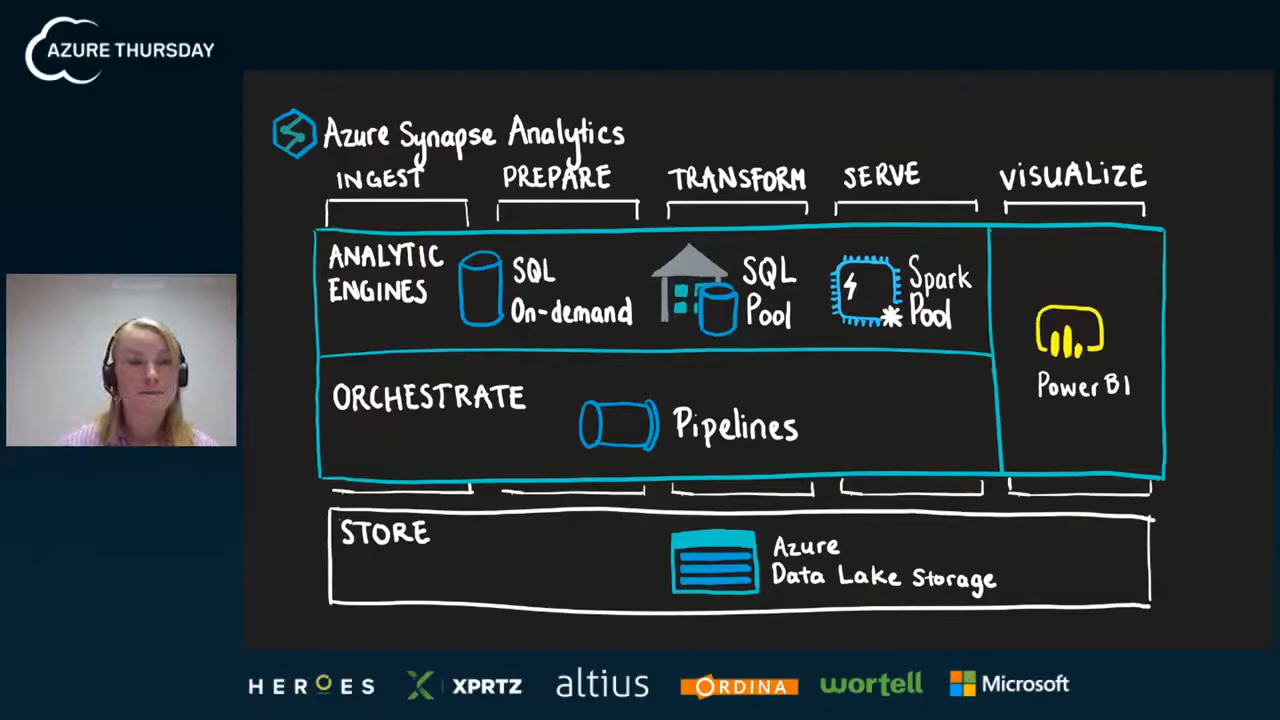 AZURE THURSDAY
Azure Synapse Analytics
INGEST PREPARE TRANSFORM SERVE VISUALIZE
ANALYTIC
ENGINES
SQL
On-demand
SQL
Pool
Spark
Pool
Power BI
ORCHESTRATE
Pipelines
STORE
Azure
Data Lake Storage
HEROES XPRTZ altius ORDINA wortell Microsoft